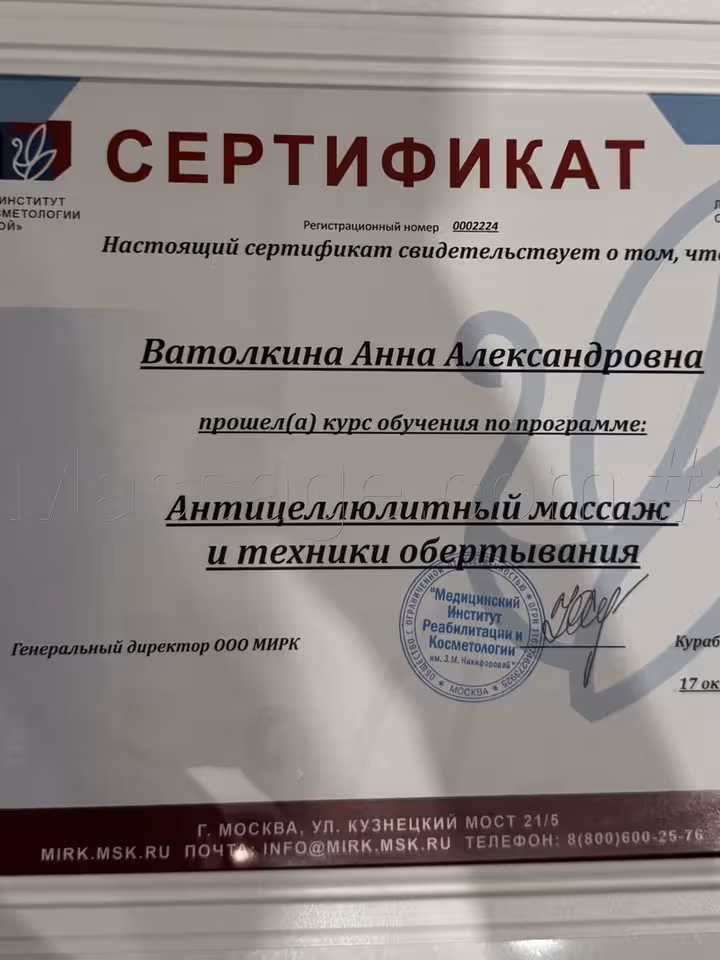 СЕРТИФИКАТ
ИНСТИТУТ
Регистрационный номер 0002224
Настоящий сертификат свидетельствует о том, что
Ватолкина Анна Александровна
прошел(а) курс обучения по программе:
Антицеллюлитный массаж
и техники обертывания
"Медицинский
Институт
Реабилитации и
Косметологии
им. З.М. Никифоровой"
МОСКВА
Генеральный директор ООО МИРК
17 ок
Г. МОСКВА, УЛ. КУЗНЕЦКИЙ МОСТ 21/5
MIRK.MSK.RU ПОЧТА: INFO@MIRK.MSK.RU ТЕЛЕФОН: 8(800)600-25-76